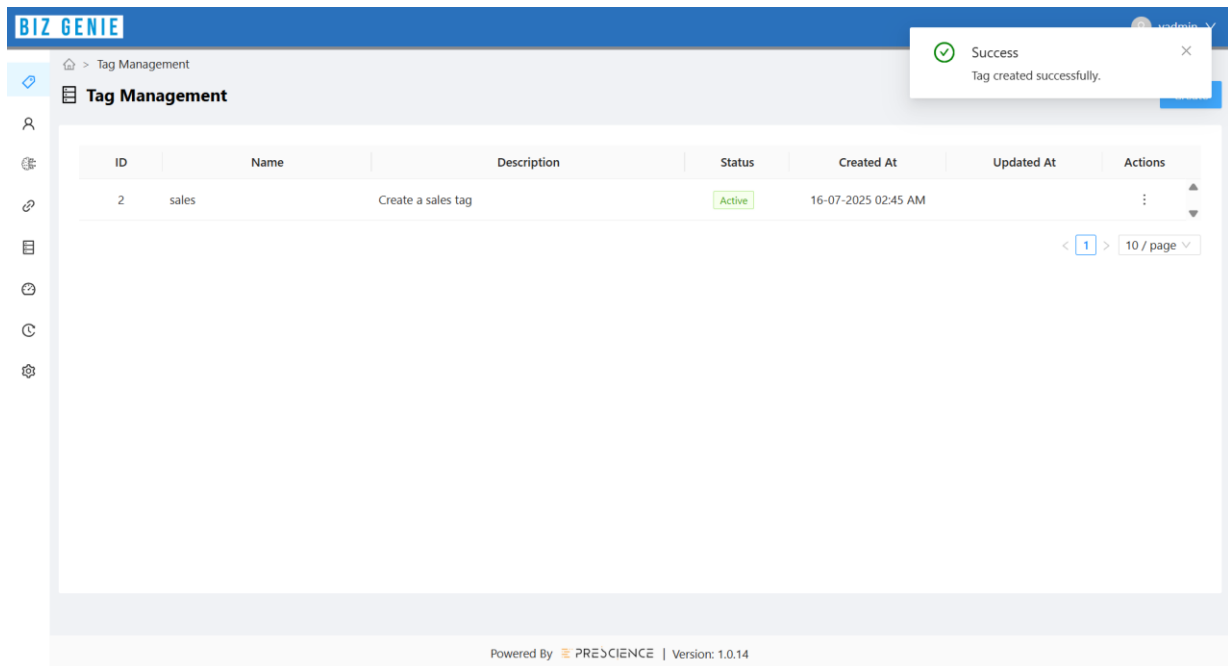 BIZ GENIE
vadmin
Success
Tag created successfully.
> Tag Management
Tag Management
ID Name Description Status Created At Updated At Actions
2 sales Create a sales tag Active 16-07-2025 02:45 AM
< 1 > 10 / page
Powered By PRESCIENCE | Version: 1.0.14